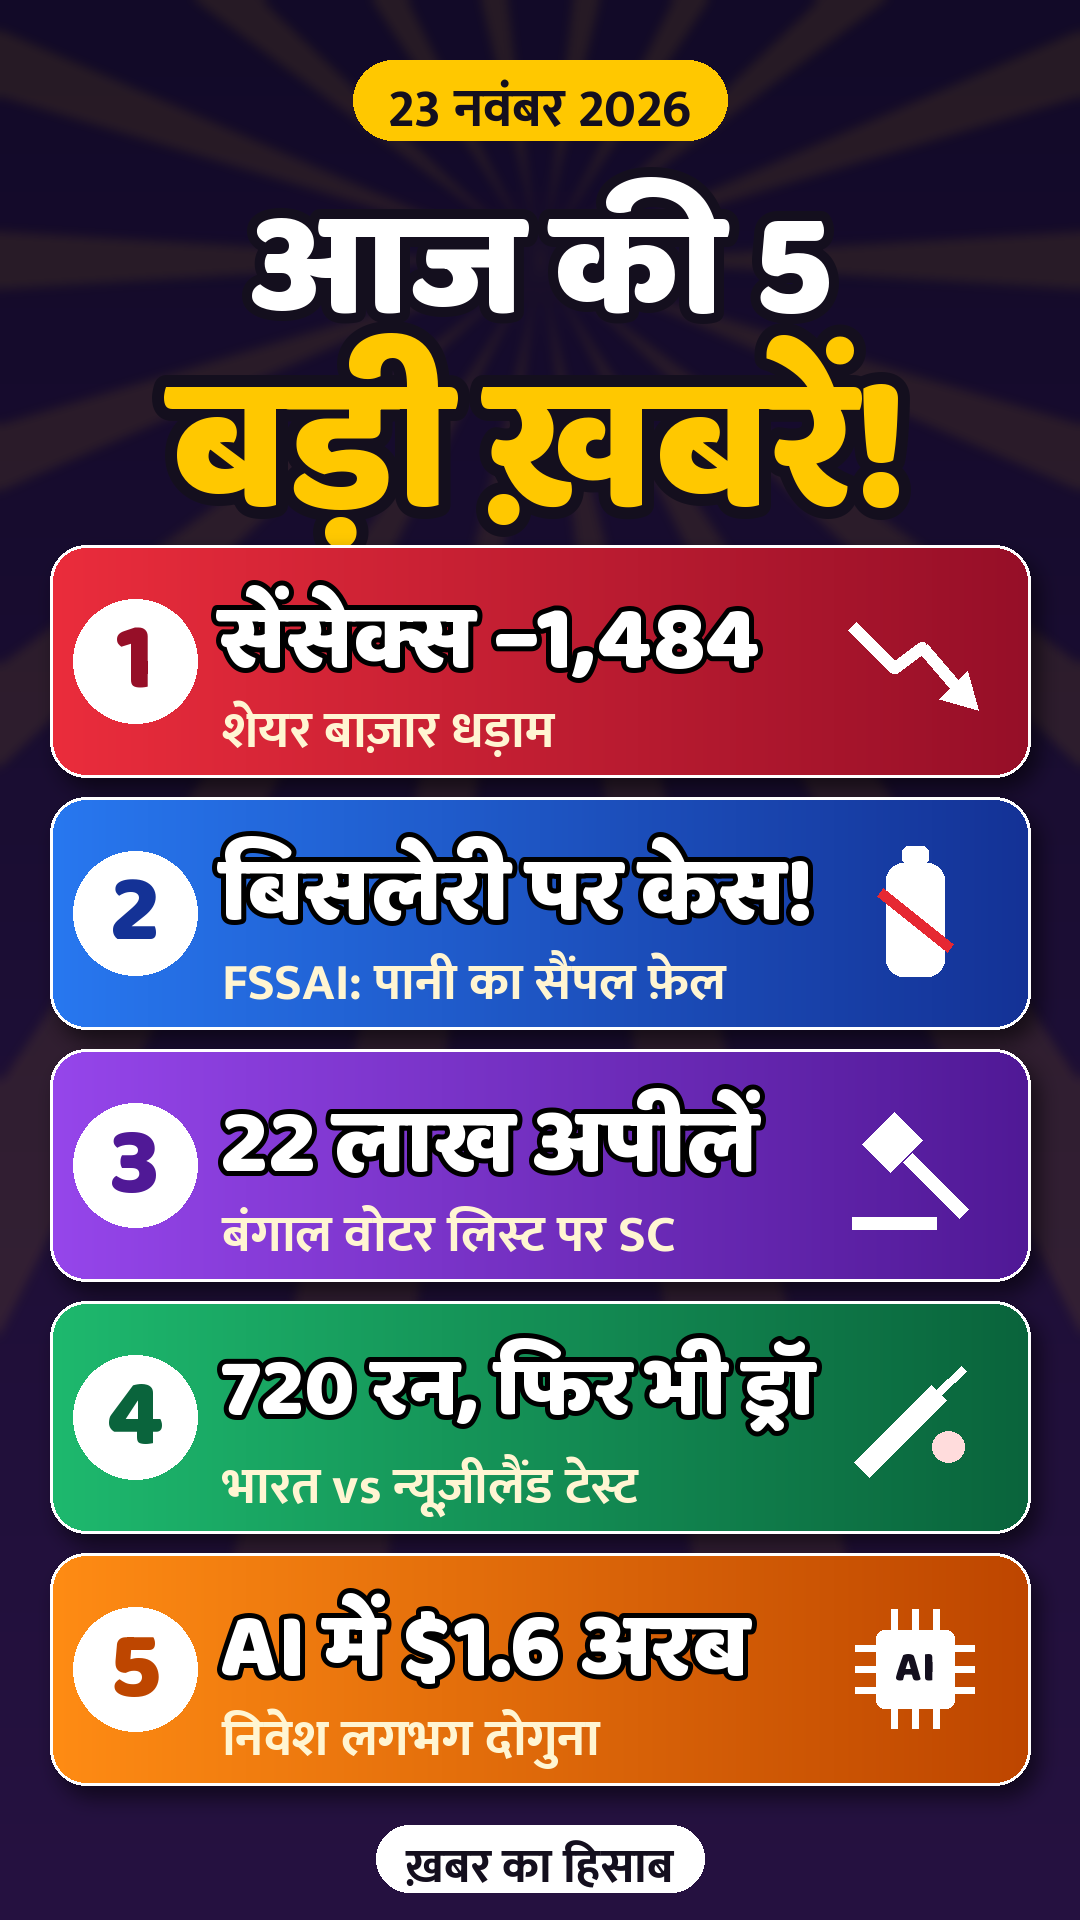 23 नवंबर 2026
आज की 5
बड़ी ख़बरें!
1
सेंसेक्स –1,484
शेयर बाज़ार धड़ाम
2
बिसलेरी पर केस!
FSSAI: पानी का सैंपल फ़ेल
3
22 लाख अपीलें
बंगाल वोटर लिस्ट पर SC
4
720 रन, फिर भी ड्रॉ
भारत vs न्यूज़ीलैंड टेस्ट
5
AI में $1.6 अरब
AI
निवेश लगभग दोगुना
ख़बर का हिसाब